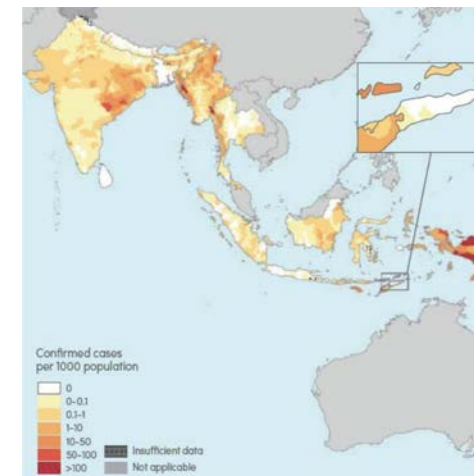 Confirmed cases
per 1000 population
0
0–0.1
0.1–1
1–10
10–50
50–100
>100
Insufficient data
Not applicable